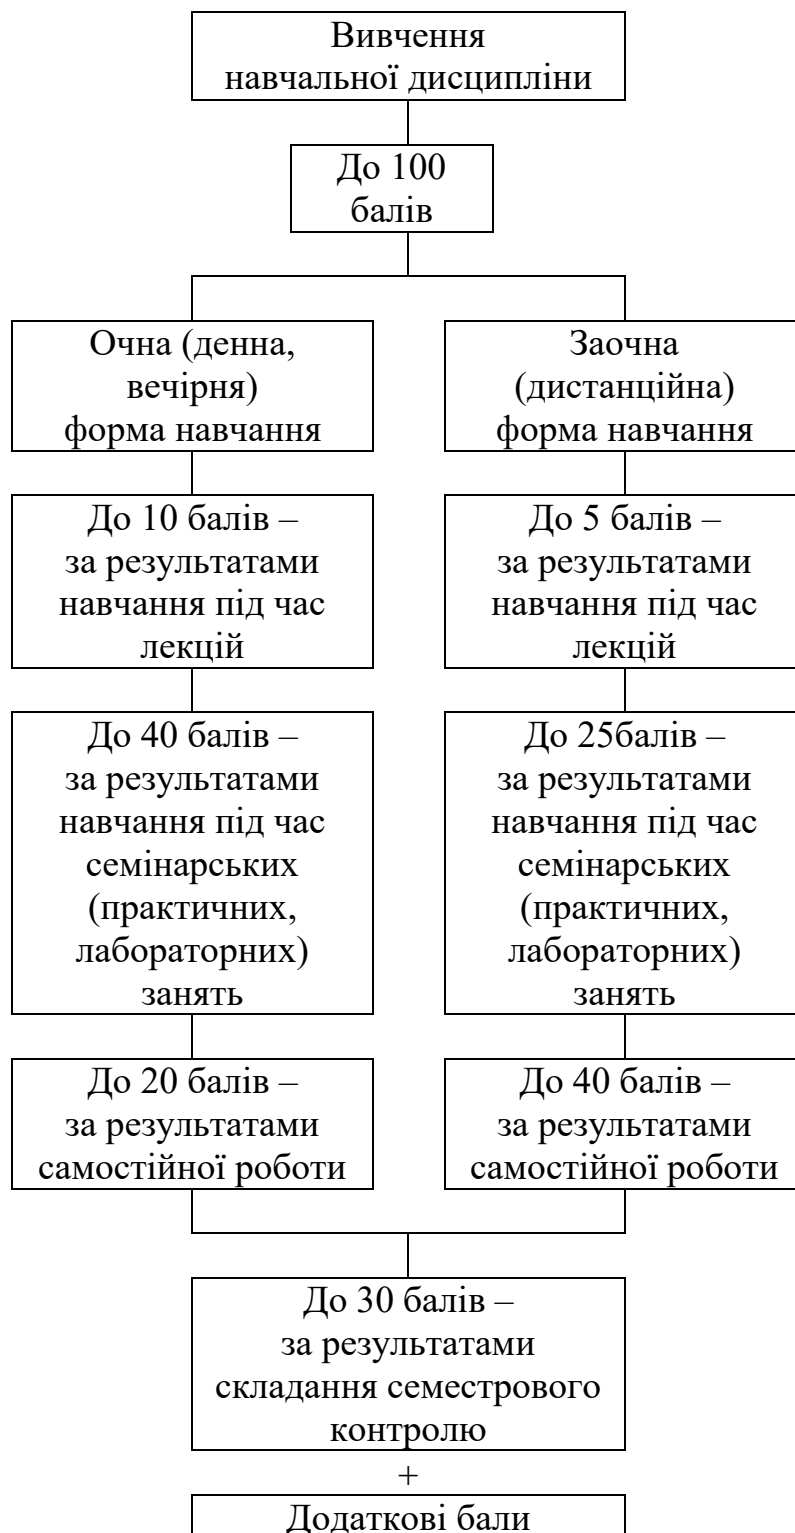 Вивчення
навчальної дисципліни
До 100
балів
Очна (денна,
вечірня)
форма навчання
Заочна
(дистанційна)
форма навчання
До 10 балів –
за результатами
навчання під час
лекцій
До 5 балів –
за результатами
навчання під час
лекцій
До 40 балів –
за результатами
навчання під час
семінарських
(практичних,
лабораторних)
занять
До 25балів –
за результатами
навчання під час
семінарських
(практичних,
лабораторних)
занять
До 20 балів –
за результатами
самостійної роботи
До 40 балів –
за результатами
самостійної роботи
До 30 балів –
за результатами
складання семестрового
контролю
+
Додаткові бали